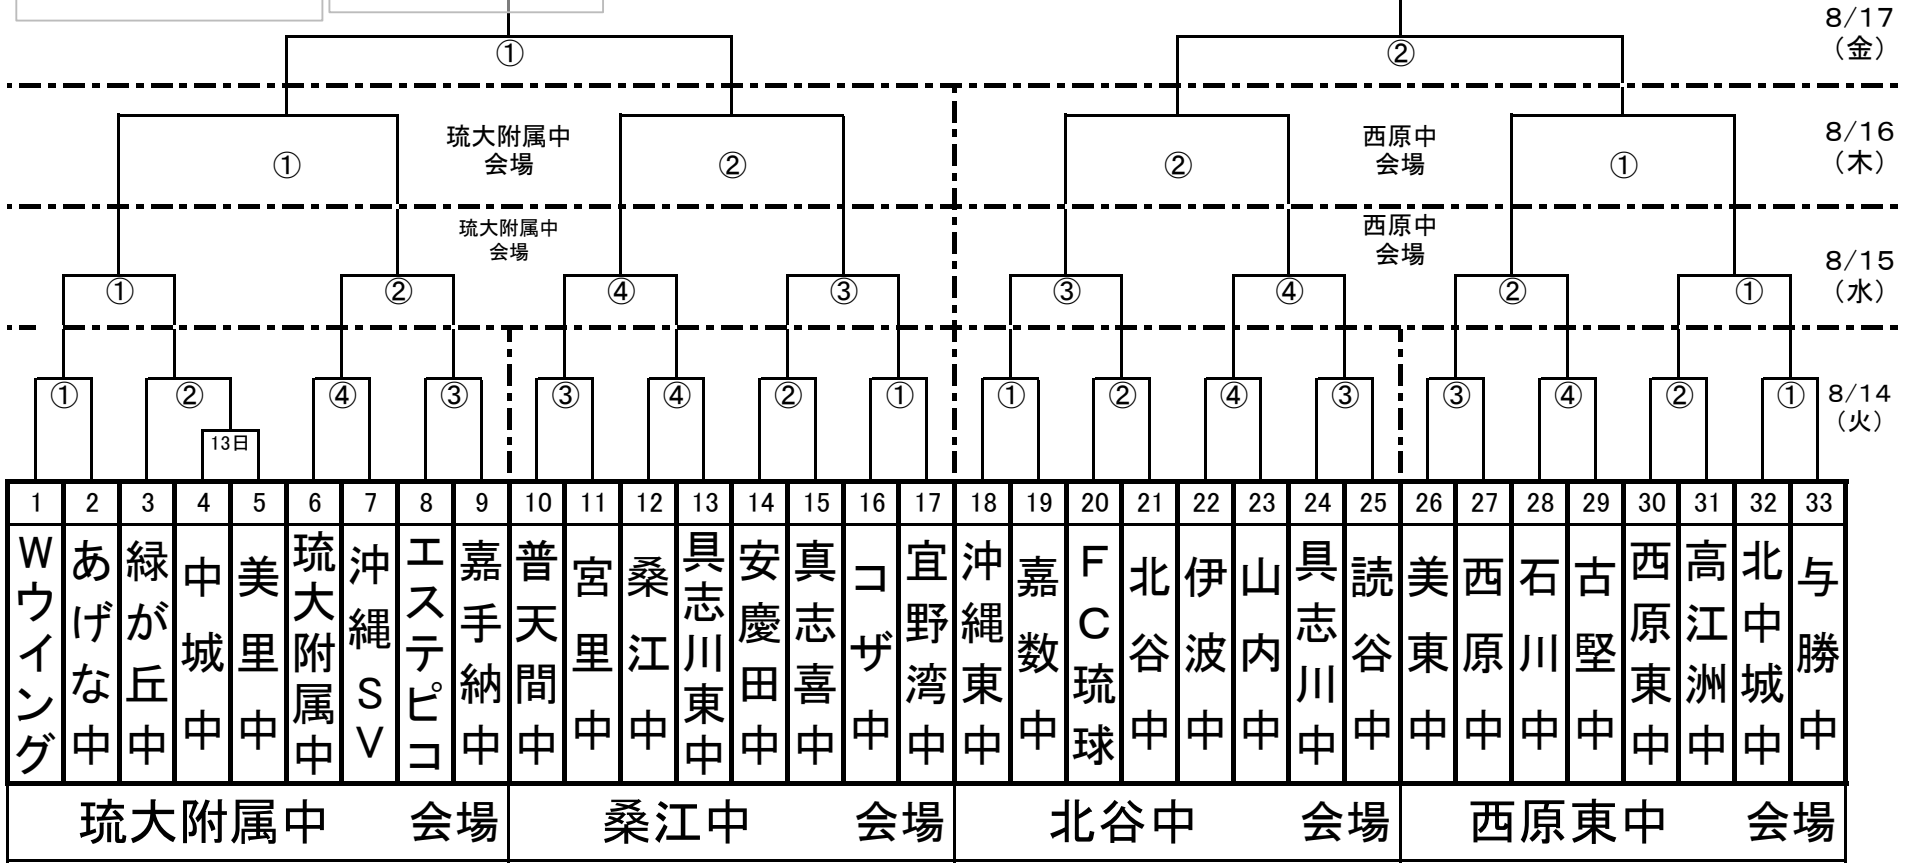 8/17
（金）
①
②
琉大附属中
会場
西原中
会場
8/16
（木）
①
②
②
①
琉大附属中
会場
西原中
会場
8/15
（水）
①
②
④
③
③
④
②
①
①
②
④
③
③
④
②
①
①
②
④
③
③
④
②
①
8/14
（火）
13日
1 2 3 4 5 6 7 8 9 10 11 12 13 14 15 16 17 18 19 20 21 22 23 24 25 26 27 28 29 30 31 32 33
Wウイング
あげな中
緑が丘中
中城中
美里中
琉大附属中
沖縄SV
エステピコ
嘉手納中
普天間中
宮里中
桑江中
具志川東中
安慶田中
真志喜中
コザ中
宜野湾中
沖縄東中
嘉数中
FC琉球
北谷中
伊波中
山内中
具志川中
読谷中
美東中
西原中
石川中
古堅中
西原東中
高江洲中
北中城中
与勝中
琉大附属中 会場
桑江中 会場
北谷中 会場
西原東中 会場